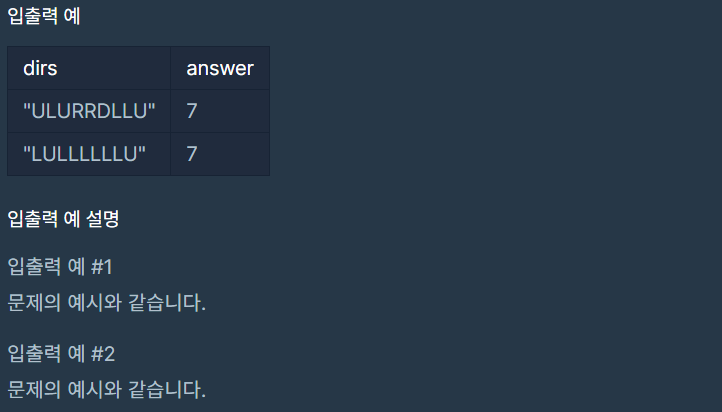 입출력 예
dirs answer
"ULURRDLLU" 7
"LULLLLLLU" 7
입출력 예 설명
입출력 예 #1
문제의 예시와 같습니다.
입출력 예 #2
문제의 예시와 같습니다.